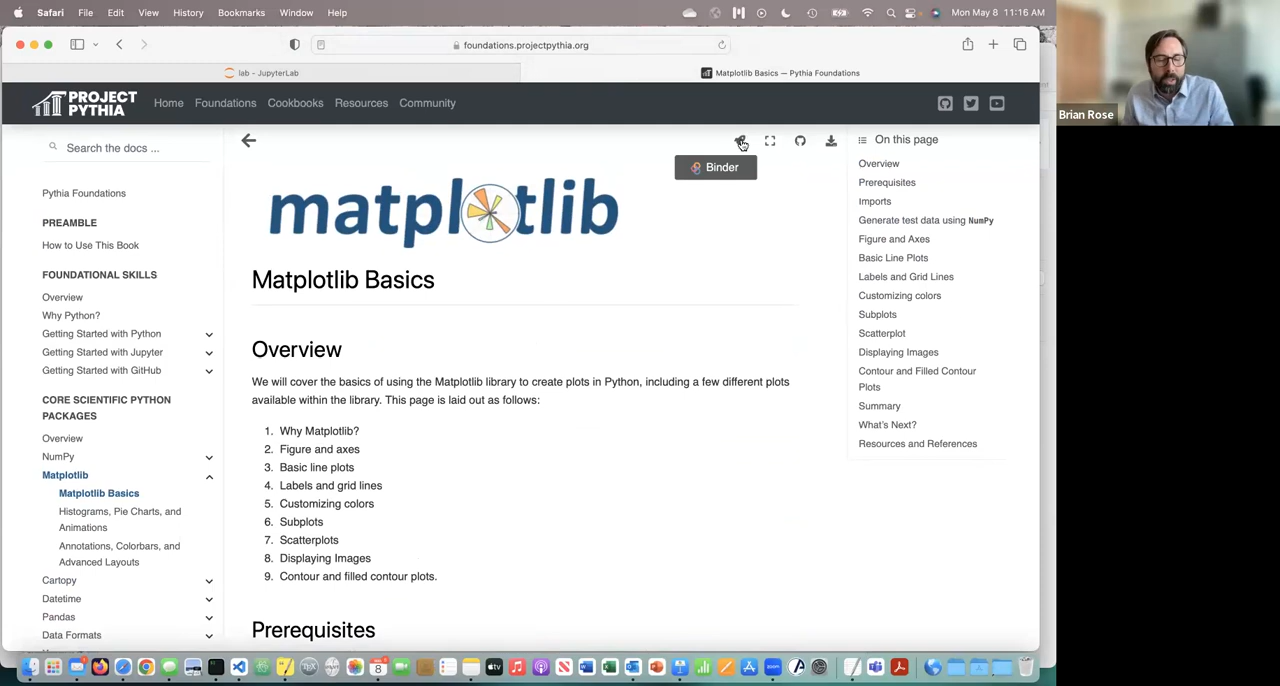 Safari File Edit View History Bookmarks Window Help
Mon May 8 11:16 AM
foundations.projectpythia.org
lab - JupyterLab
Matplotlib Basics — Pythia Foundations
PROJECT
PYTHIA
Home Foundations Cookbooks Resources Community
Search the docs ...
Pythia Foundations
PREAMBLE
How to Use This Book
FOUNDATIONAL SKILLS
Overview
Why Python?
Getting Started with Python
Getting Started with Jupyter
Getting Started with GitHub
CORE SCIENTIFIC PYTHON
PACKAGES
Overview
NumPy
Matplotlib
Matplotlib Basics
Histograms, Pie Charts, and
Animations
Annotations, Colorbars, and
Advanced Layouts
Cartopy
Datetime
Pandas
Data Formats
Binder
matplotlib
Matplotlib Basics
Overview
We will cover the basics of using the Matplotlib library to create plots in Python, including a few different plots
available within the library. This page is laid out as follows:
1. Why Matplotlib?
2. Figure and axes
3. Basic line plots
4. Labels and grid lines
5. Customizing colors
6. Subplots
7. Scatterplots
8. Displaying Images
9. Contour and filled contour plots.
Prerequisites
On this page
Overview
Prerequisites
Imports
Generate test data using NumPy
Figure and Axes
Basic Line Plots
Labels and Grid Lines
Customizing colors
Subplots
Scatterplot
Displaying Images
Contour and Filled Contour
Plots
Summary
What's Next?
Resources and References
Brian Rose